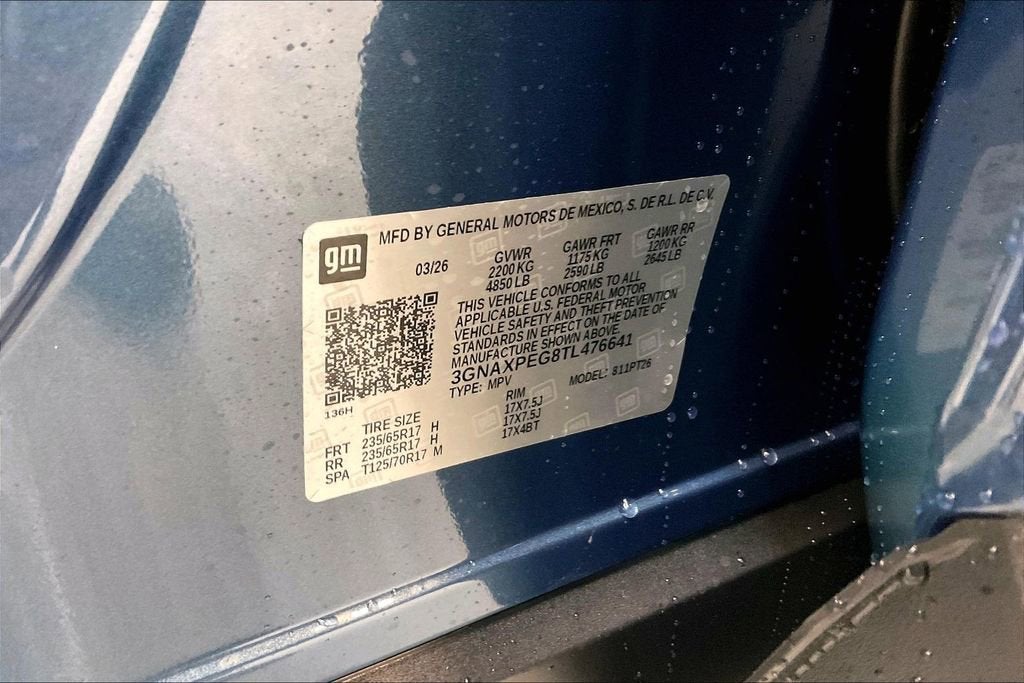 gm
MFD BY GENERAL MOTORS DE MEXICO, S. DE R.L. DE C.V.
03/26
GVWR GAWR FRT GAWR RR
2200 KG 1175 KG 1200 KG
4850 LB 2590 LB 2645 LB
THIS VEHICLE CONFORMS TO ALL
APPLICABLE U.S. FEDERAL MOTOR
VEHICLE SAFETY AND THEFT PREVENTION
STANDARDS IN EFFECT ON THE DATE OF
MANUFACTURE SHOWN ABOVE.
3GNAXPEG8TL476641
TYPE: MPV MODEL: 811PT26
136H
TIRE SIZE RIM
FRT 235/65R17 H 17X7.5J
RR 235/65R17 H 17X7.5J
SPA T125/70R17 M 17X4BT